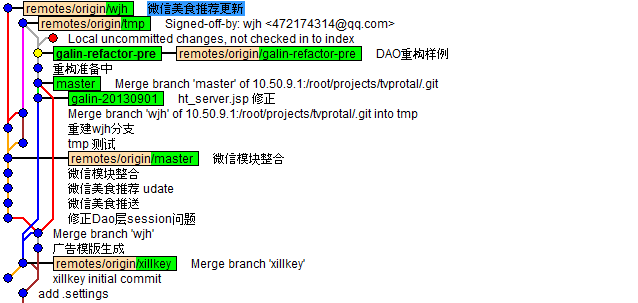 remotes/origin/wjh 微信美食推荐更新
remotes/origin/tmp Signed-off-by: wjh <472174314@qq.com>
Local uncommitted changes, not checked in to index
galin-refactor-pre remotes/origin/galin-refactor-pre DAO重构样例
重构准备中
master Merge branch 'master' of 10.50.9.1:/root/projects/tvprotal/.git
galin-20130901 ht_server.jsp 修正
Merge branch 'wjh' of 10.50.9.1:/root/projects/tvprotal/.git into tmp
重建wjh分支
tmp 测试
remotes/origin/master 微信模块整合
微信模块整合
微信美食推荐 udate
微信美食推送
修正Dao层session问题
Merge branch 'wjh'
广告模版生成
remotes/origin/xillkey Merge branch 'xillkey'
xillkey initial commit
add .settings